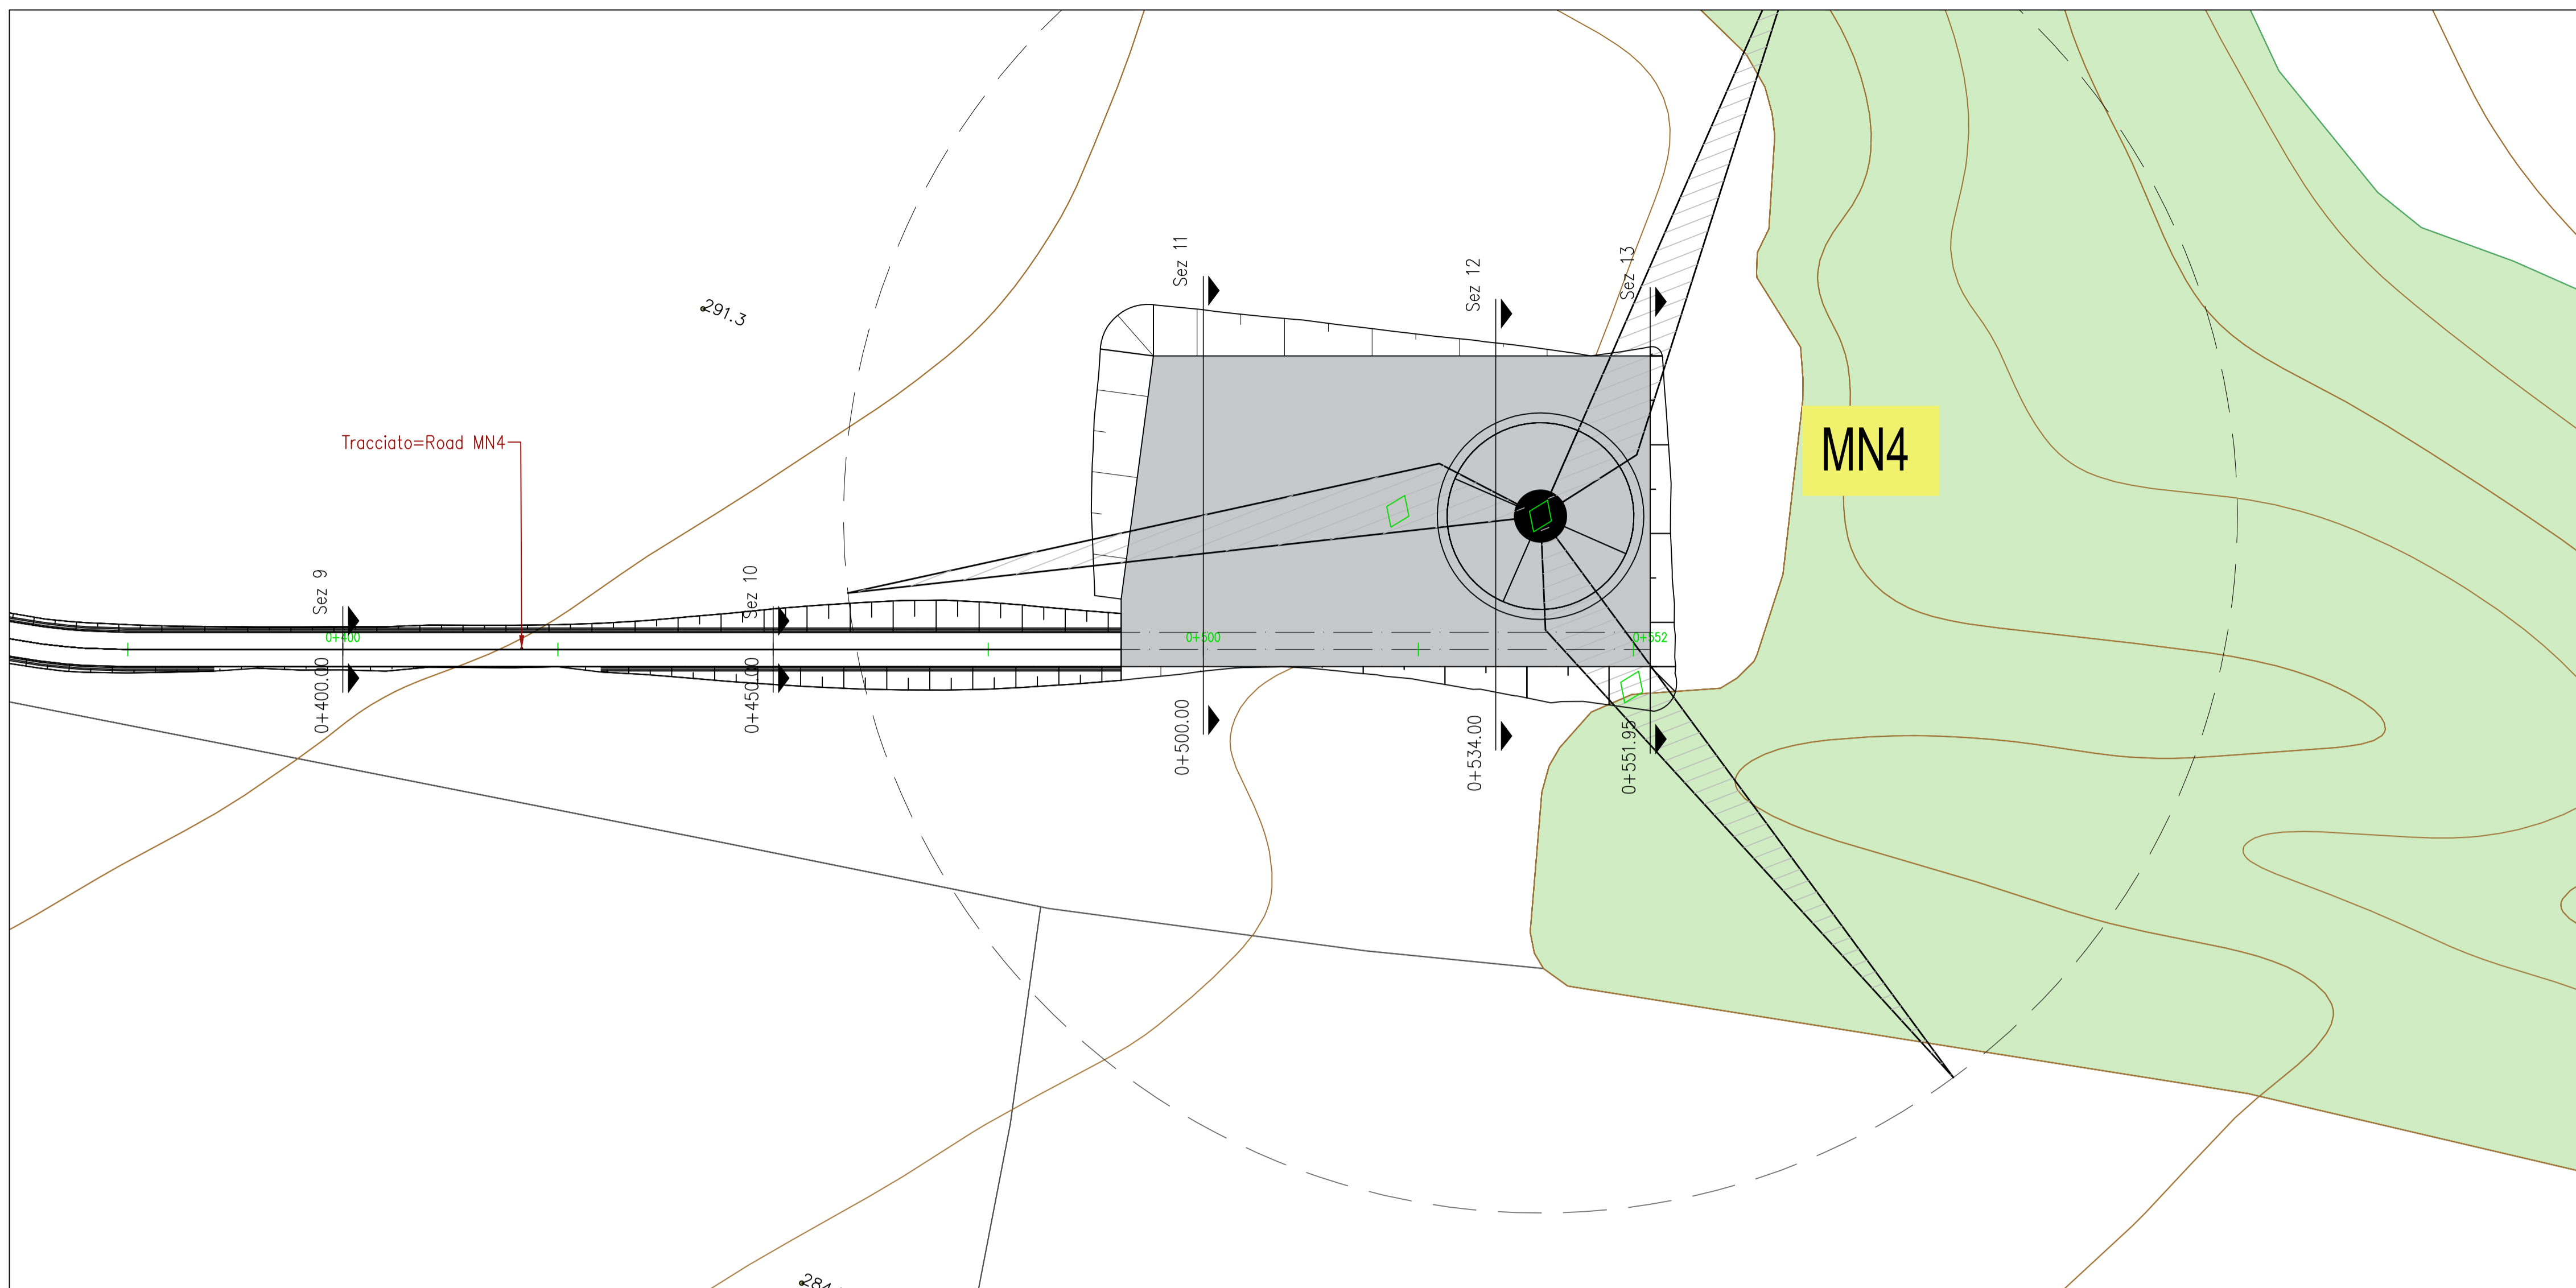 Sez 11
Sez 12
Sez 13
291.3
Tracciato=Road MN4
MN4
Sez 9
Sez 10
0+400
0+500
0+552
0+400.00
0+450.00
0+500.00
0+534.00
0+551.95